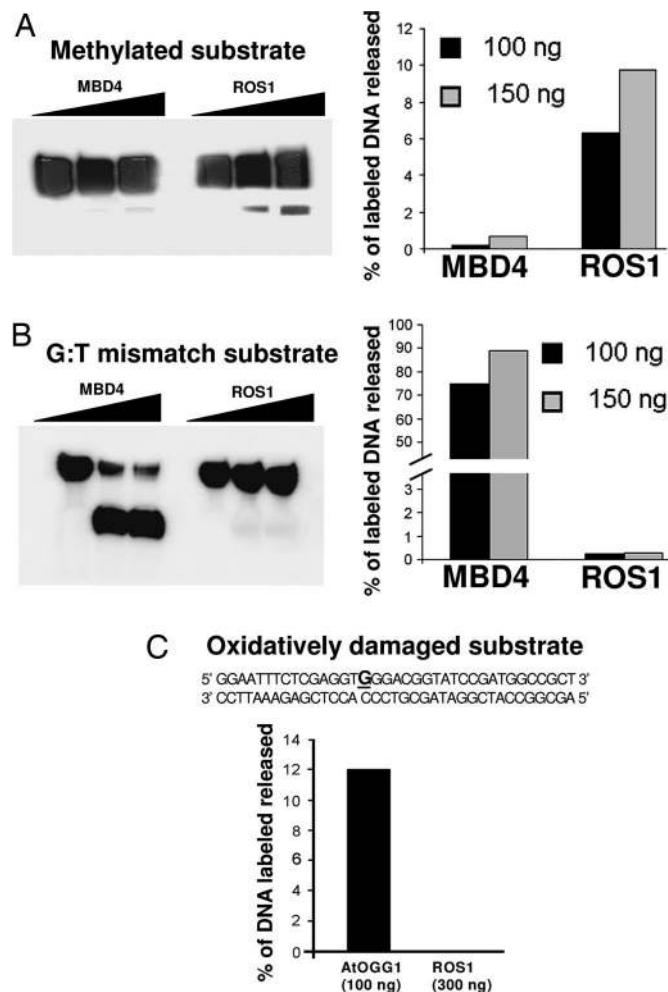 A
Methylated substrate
MBD4 ROS1
% of labeled DNA released
12
10
8
6
4
2
0
100 ng
150 ng
MBD4 ROS1
B
G:T mismatch substrate
MBD4 ROS1
% of labeled DNA released
100
90
80
70
60
50
3
2
1
0
100 ng
150 ng
MBD4 ROS1
C Oxidatively damaged substrate
5' GGAATTTCTCGAGGTGGGACGGTATCCGATGGCCGCT 3'
3' CCTTAAAGAGCTCCA CCCTGCGATAGGCTACCGGCGA 5'
% of DNA labeled released
14
12
10
8
6
4
2
0
AtOGG1 ROS1
(100 ng) (300 ng)